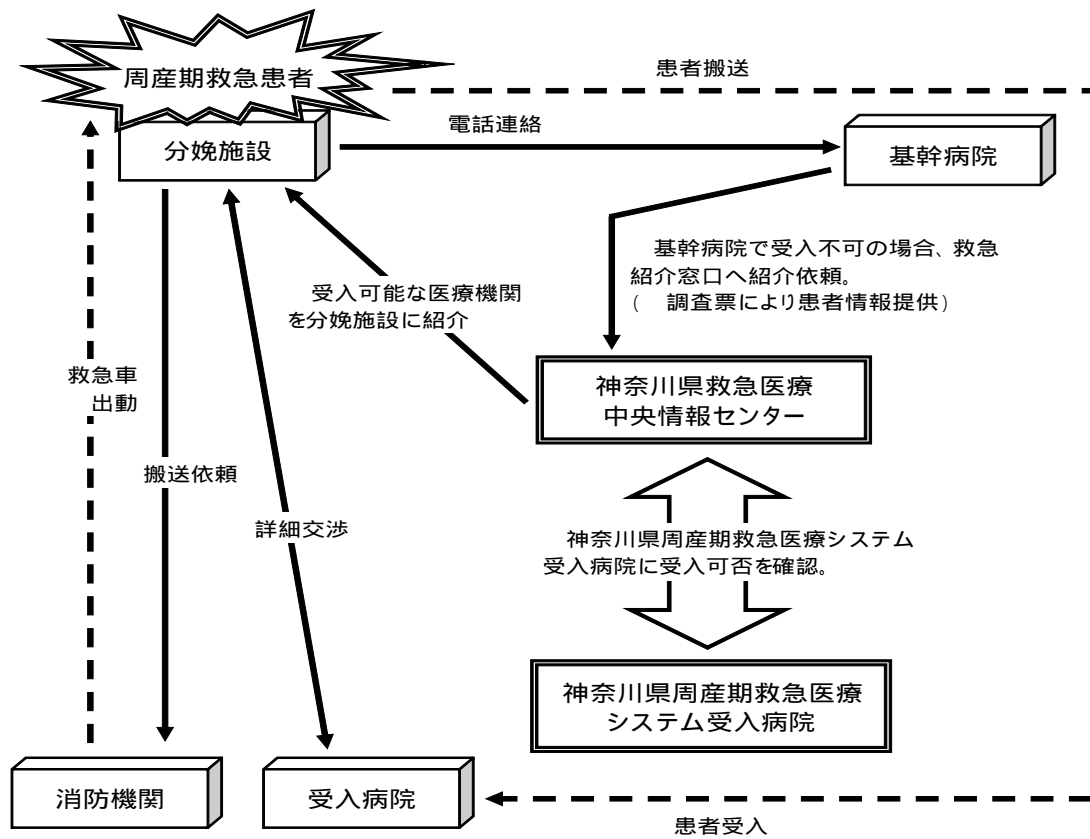 周産期救急患者
患者搬送
電話連絡
分娩施設
基幹病院
基幹病院で受入不可の場合、救急
紹介窓口へ紹介依頼。
( 調査票により患者情報提供)
受入可能な医療機関
を分娩施設に紹介
救急車
出動
神奈川県救急医療
中央情報センター
搬送依頼
詳細交渉
神奈川県周産期救急医療システム
受入病院に受入可否を確認。
神奈川県周産期救急医療
システム受入病院
消防機関
受入病院
患者受入